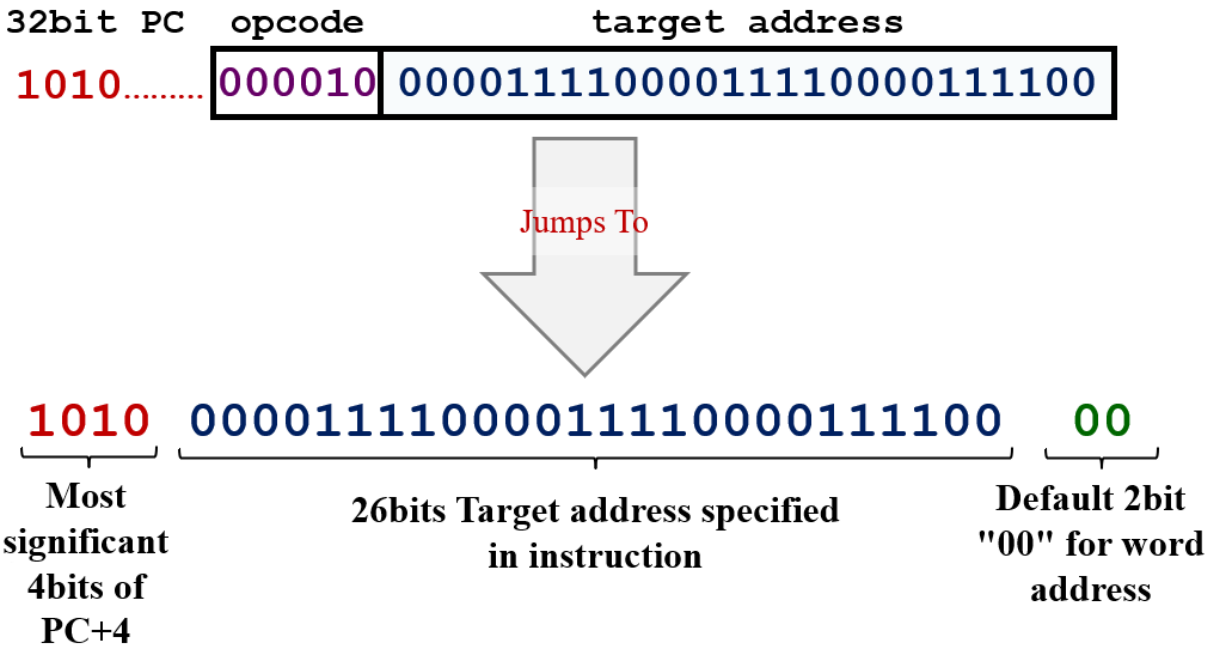 32bit PC opcode target address
1010......... 000010 00001111000011110000111100
Jumps To
1010 00001111000011110000111100 00
Most
significant
4bits of
PC+4
26bits Target address specified
in instruction
Default 2bit
"00" for word
address